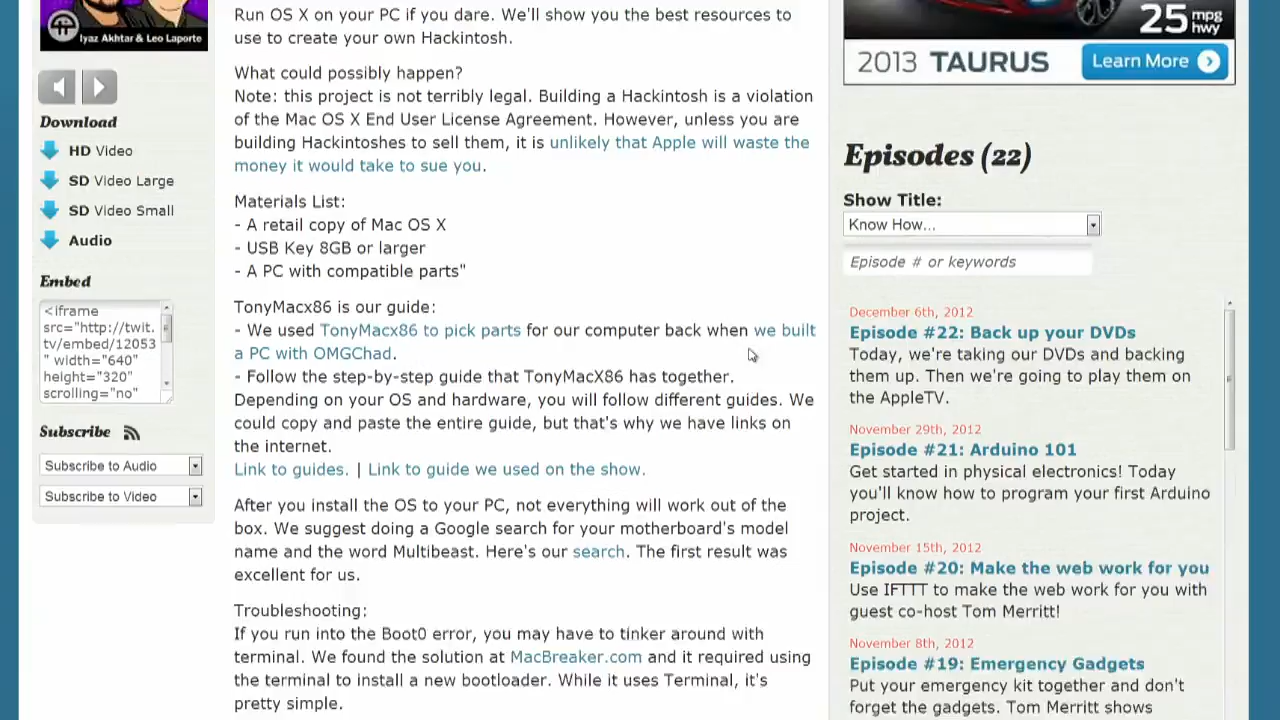 Iyaz Akhtar & Leo Laporte
Download
HD Video
SD Video Large
SD Video Small
Audio
Embed
<iframe
src="http://twit.
tv/embed/12053
" width="640"
height="320"
scrolling="no"
Subscribe
Subscribe to Audio
Subscribe to Video
Run OS X on your PC if you dare. We'll show you the best resources to
use to create your own Hackintosh.
What could possibly happen?
Note: this project is not terribly legal. Building a Hackintosh is a violation
of the Mac OS X End User License Agreement. However, unless you are
building Hackintoshes to sell them, it is unlikely that Apple will waste the
money it would take to sue you.
Materials List:
- A retail copy of Mac OS X
- USB Key 8GB or larger
- A PC with compatible parts"
TonyMacx86 is our guide:
- We used TonyMacx86 to pick parts for our computer back when we built
a PC with OMGChad.
- Follow the step-by-step guide that TonyMacX86 has together.
Depending on your OS and hardware, you will follow different guides. We
could copy and paste the entire guide, but that's why we have links on
the internet.
Link to guides. | Link to guide we used on the show.
After you install the OS to your PC, not everything will work out of the
box. We suggest doing a Google search for your motherboard's model
name and the word Multibeast. Here's our search. The first result was
excellent for us.
Troubleshooting:
If you run into the Boot0 error, you may have to tinker around with
terminal. We found the solution at MacBreaker.com and it required using
the terminal to install a new bootloader. While it uses Terminal, it's
pretty simple.
25 mpg
hwy
2013 TAURUS
Learn More
Episodes (22)
Show Title:
Know How...
Episode # or keywords
December 6th, 2012
Episode #22: Back up your DVDs
Today, we're taking our DVDs and backing
them up. Then we're going to play them on
the AppleTV.
November 29th, 2012
Episode #21: Arduino 101
Get started in physical electronics! Today
you'll know how to program your first Arduino
project.
November 15th, 2012
Episode #20: Make the web work for you
Use IFTTT to make the web work for you with
guest co-host Tom Merritt!
November 8th, 2012
Episode #19: Emergency Gadgets
Put your emergency kit together and don't
forget the gadgets. Tom Merritt shows